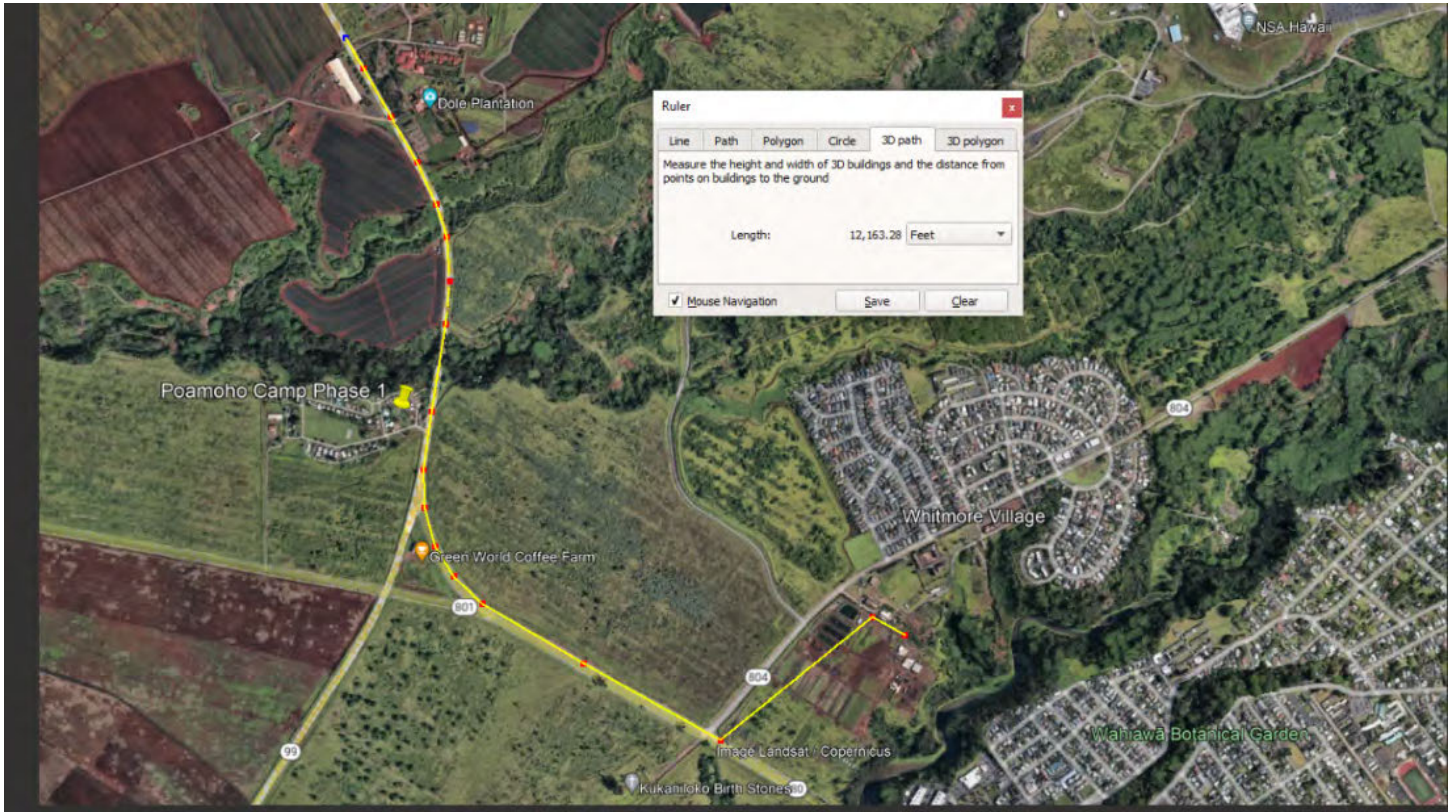 NSA Hawaii
Dole Plantation
Ruler
x
Line Path Polygon Circle 3D path 3D polygon
Measure the height and width of 3D buildings and the distance from
points on buildings to the ground
Length: 12,163.28 Feet
Mouse Navigation Save Clear
Poamoho Camp Phase 1
804
Whitmore Village
Green World Coffee Farm
801
804
Wahiawā Botanical Garden
99
Image Landsat / Copernicus
Kukaniloko Birth Stones
80